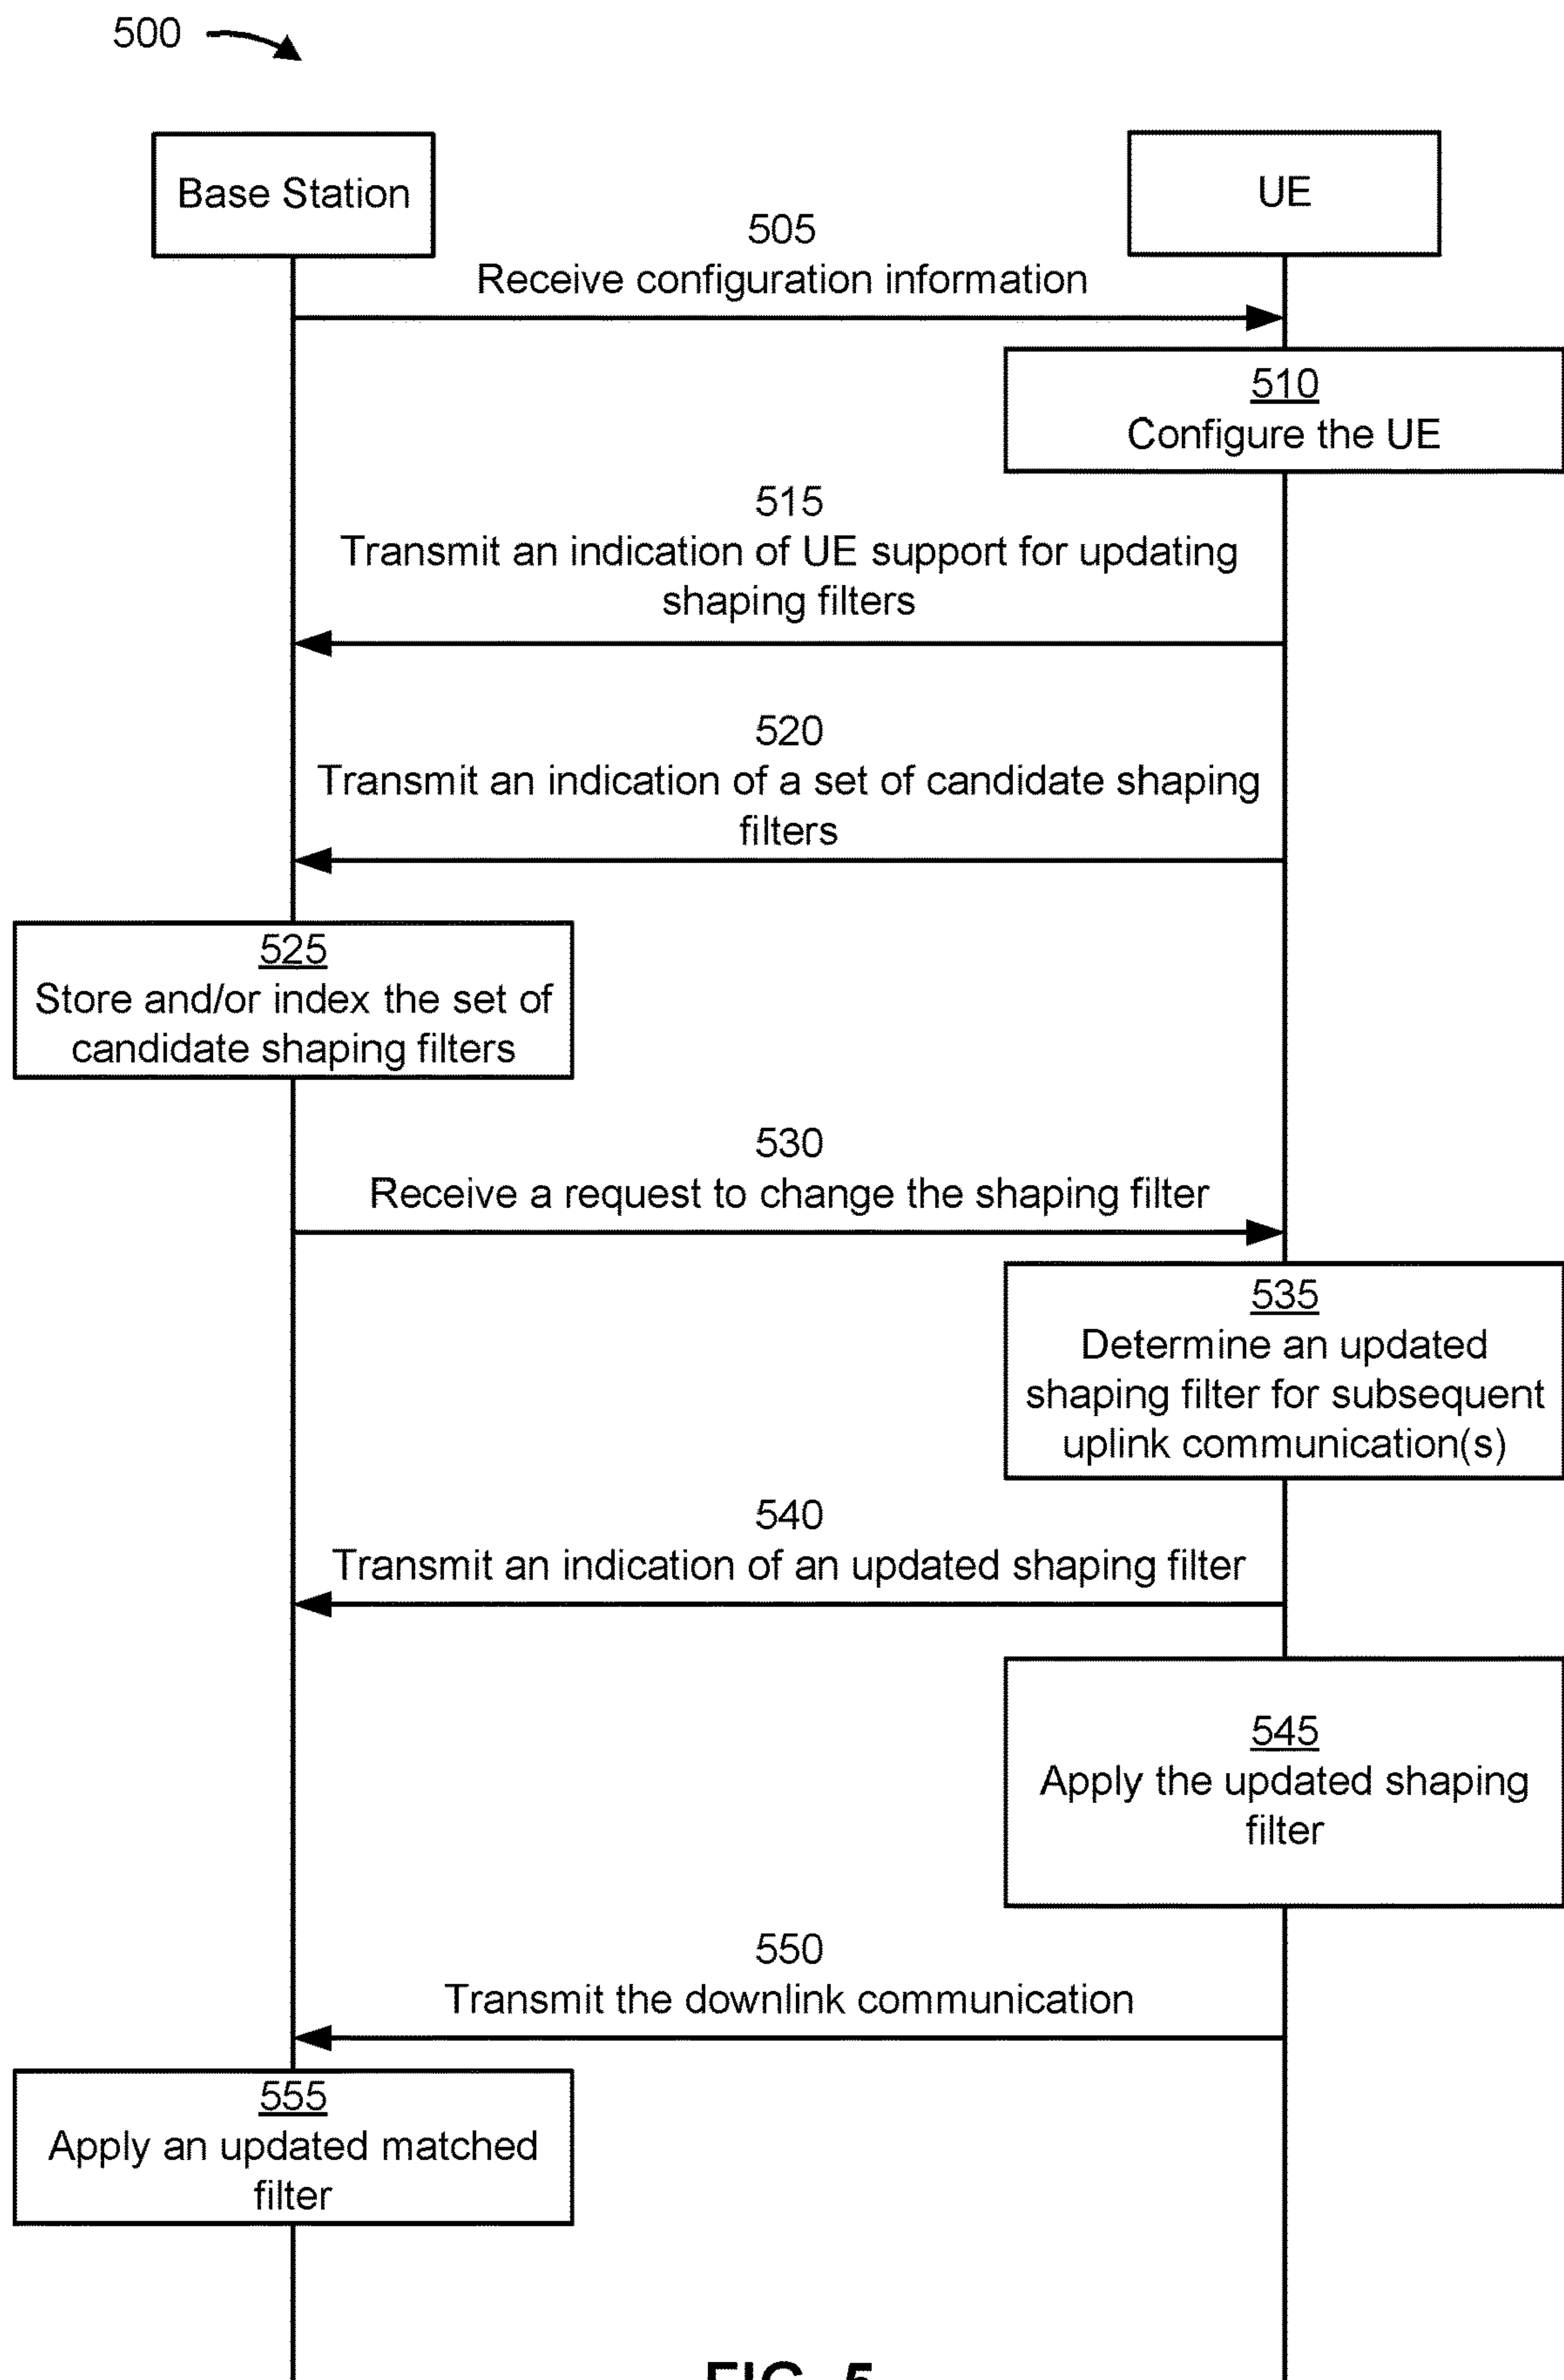 500
Base Station
UE
505
Receive configuration information
510
Configure the UE
515
Transmit an indication of UE support for updating
shaping filters
520
Transmit an indication of a set of candidate shaping
filters
525
Store and/or index the set of
candidate shaping filters
530
Receive a request to change the shaping filter
535
Determine an updated
shaping filter for subsequent
uplink communication(s)
540
Transmit an indication of an updated shaping filter
545
Apply the updated shaping
filter
550
Transmit the downlink communication
555
Apply an updated matched
filter
FIG. 5